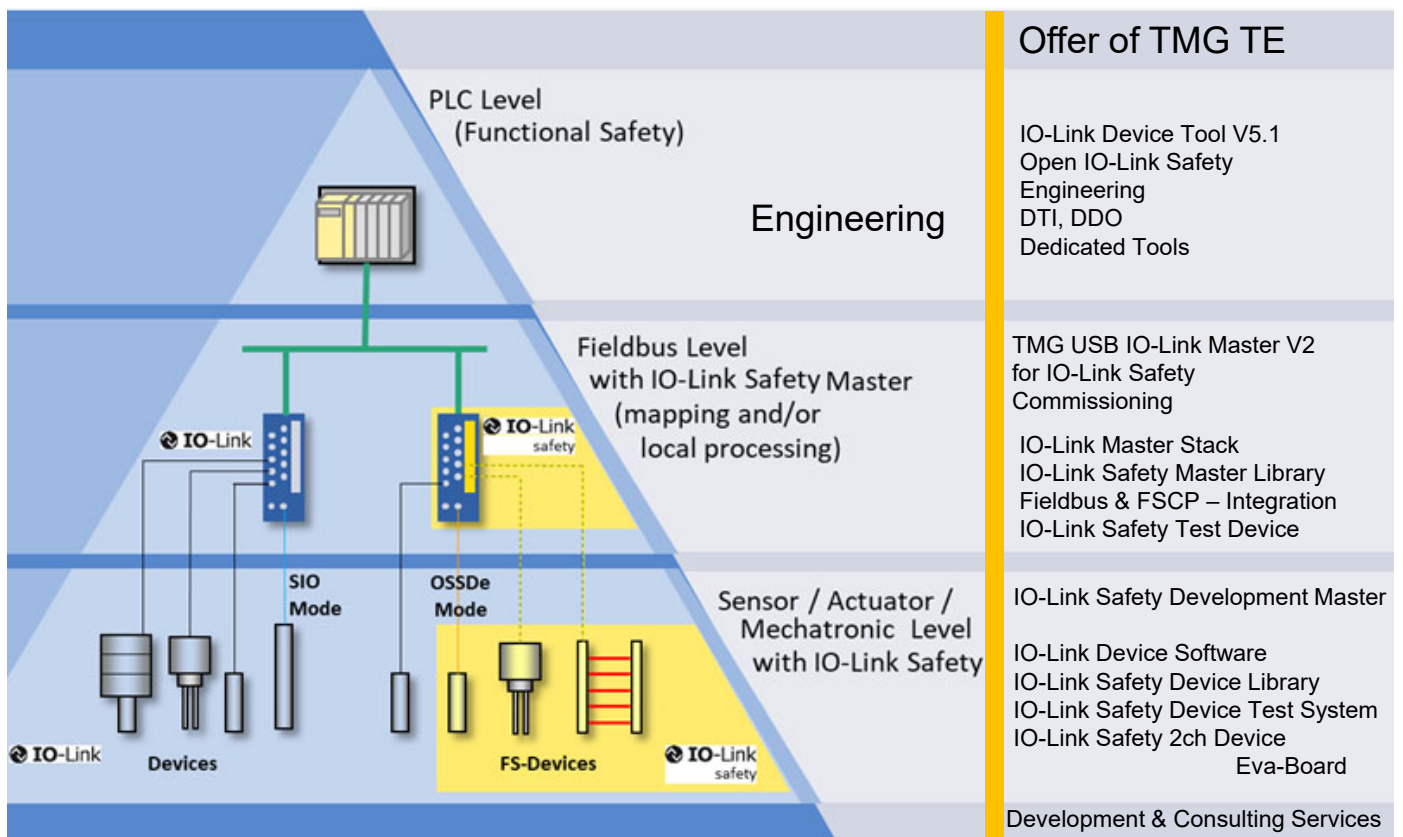 Offer of TMG TE
PLC Level
(Functional Safety)
Engineering
IO-Link Device Tool V5.1
Open IO-Link Safety
Engineering
DTI, DDO
Dedicated Tools
Fieldbus Level
with IO-Link Safety Master
(mapping and/or
local processing)
IO-Link
IO-Link
safety
TMG USB IO-Link Master V2
for IO-Link Safety
Commissioning
IO-Link Master Stack
IO-Link Safety Master Library
Fieldbus & FSCP – Integration
IO-Link Safety Test Device
SIO
Mode
OSSDe
Mode
Sensor / Actuator /
Mechatronic Level
with IO-Link Safety
IO-Link
Devices
FS-Devices
IO-Link
safety
IO-Link Safety Development Master
IO-Link Device Software
IO-Link Safety Device Library
IO-Link Safety Device Test System
IO-Link Safety 2ch Device
Eva-Board
Development & Consulting Services